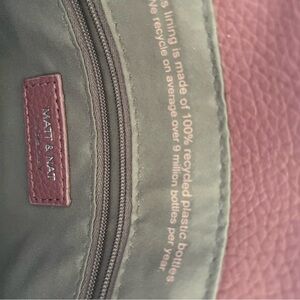 MATT & NAT
s lining is made of 100% recycled plastic bottles
We recycle on average over 9 million bottles per year